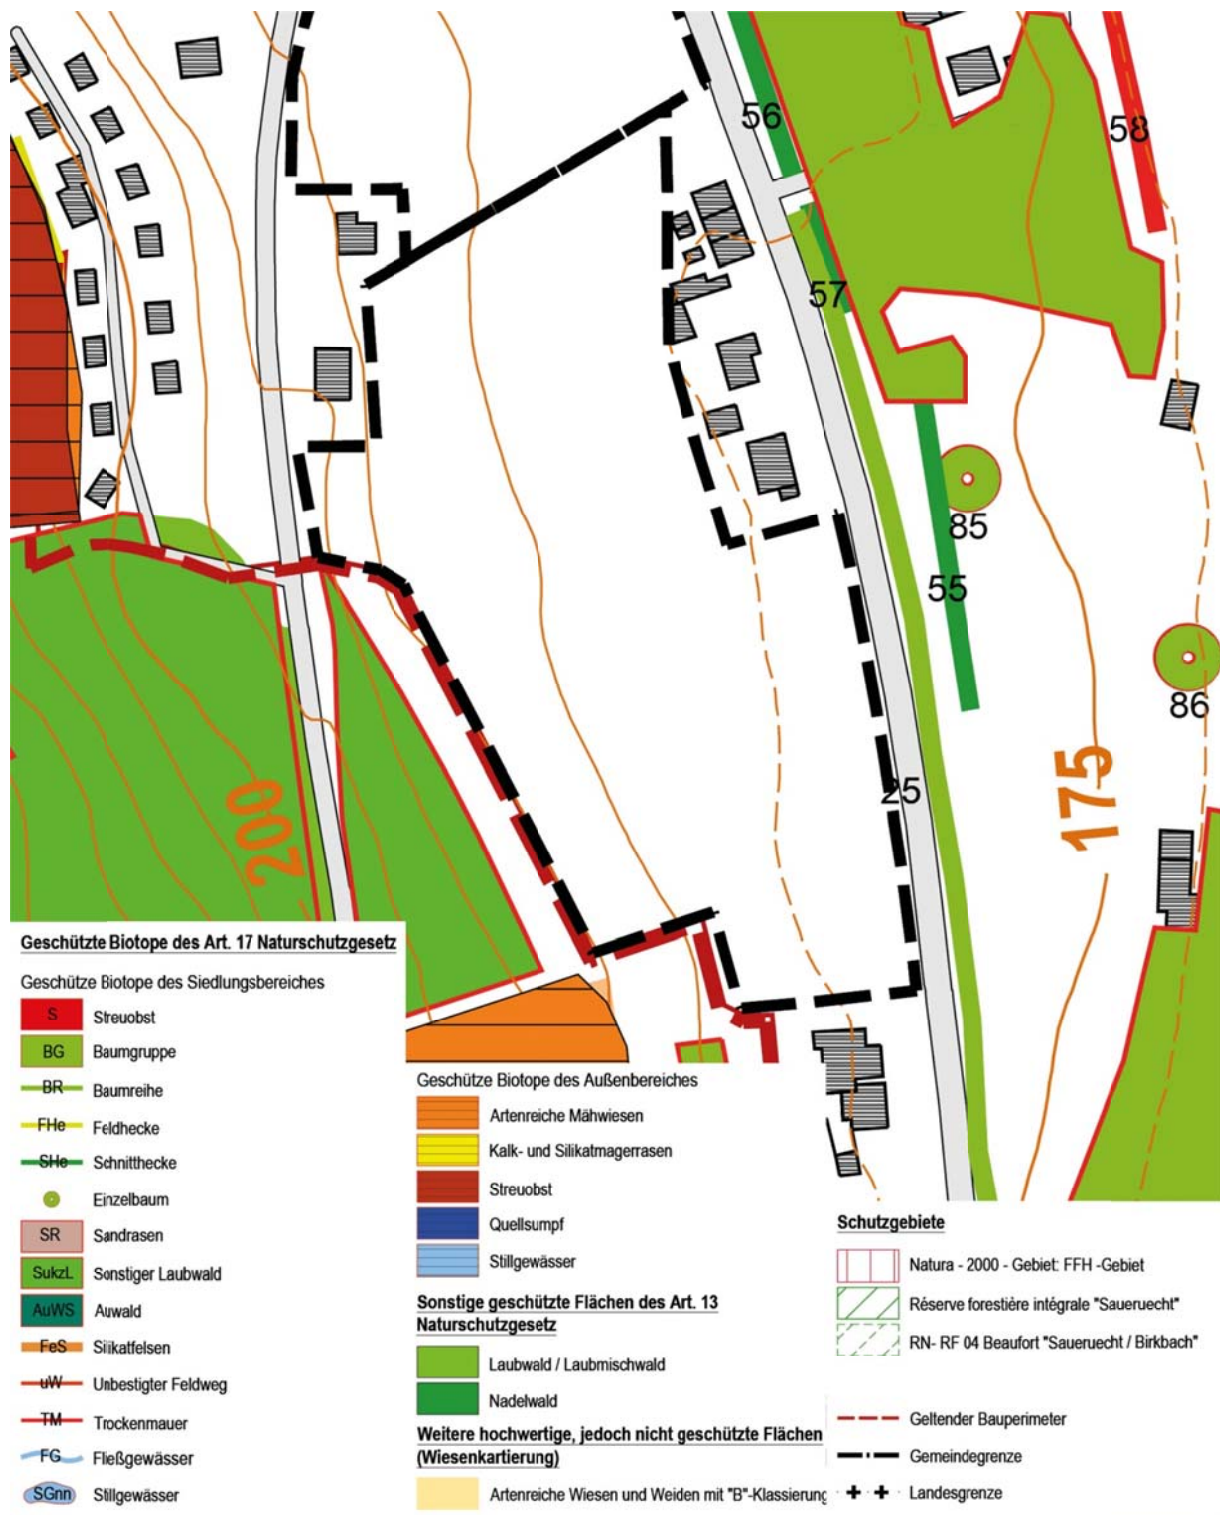 56
58
57
85
55
86
25
175
200
Geschützte Biotope des Art. 17 Naturschutzgesetz
Geschütze Biotope des Siedlungsbereiches
S Streuobst
BG Baumgruppe
BR Baumreihe
FHe Feldhecke
SHe Schnitthecke
Einzelbaum
SR Sandrasen
SukzL Sonstiger Laubwald
AuWS Auwald
FeS Silikatfelsen
uW Unbestigter Feldweg
TM Trockenmauer
FG Fließgewässer
SGnn Stillgewässer
Geschütze Biotope des Außenbereiches
Artenreiche Mähwiesen
Kalk- und Silikatmagerrasen
Streuobst
Quellsumpf
Stillgewässer
Sonstige geschützte Flächen des Art. 13
Naturschutzgesetz
Laubwald / Laubmischwald
Nadelwald
Weitere hochwertige, jedoch nicht geschützte Flächen
(Wiesenkartierung)
Artenreiche Wiesen und Weiden mit "B"-Klassierung
Schutzgebiete
Natura - 2000 - Gebiet: FFH -Gebiet
Réserve forestière intégrale "Saueruecht"
RN- RF 04 Beaufort "Saueruecht / Birkbach"
Geltender Bauperimeter
Gemeindegrenze
Landesgrenze